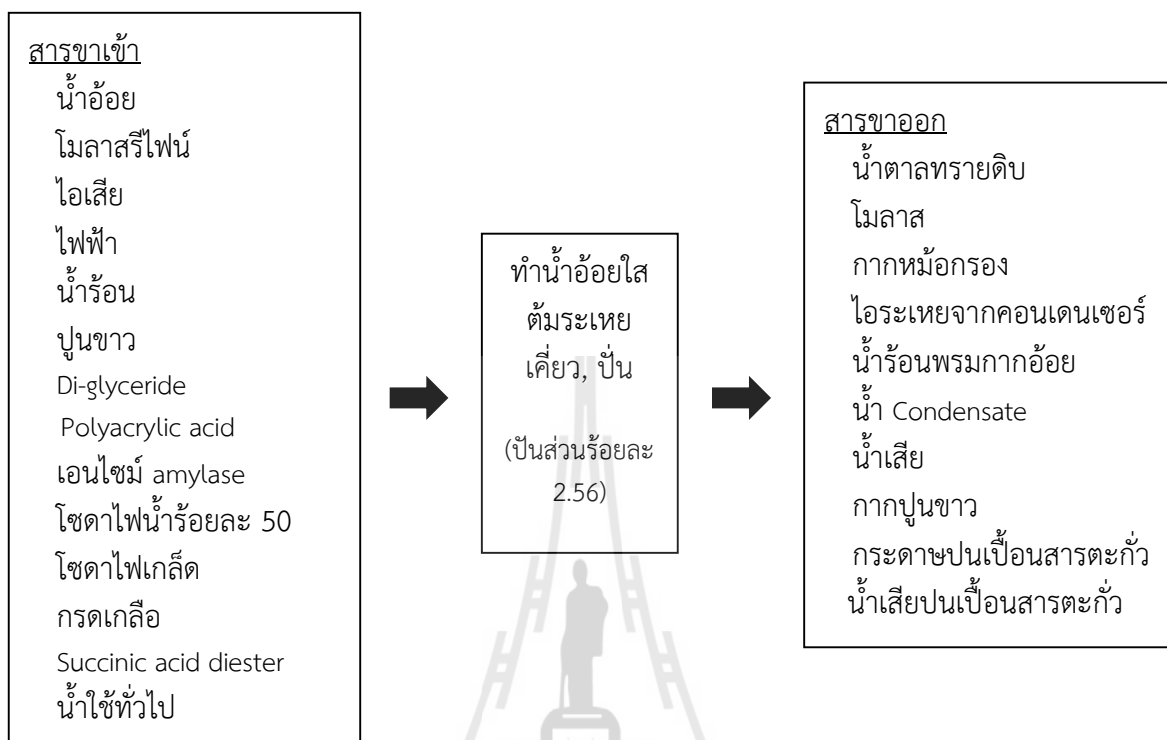 สารขาเข้า
น้ำอ้อย
โมลาสรีไฟน์
ไอเสีย
ไฟฟ้า
น้ำร้อน
ปูนขาว
Di-glyceride
Polyacrylic acid
เอนไซม์ amylase
โซดาไฟน้ำร้อยละ 50
โซดาไฟเกล็ด
กรดเกลือ
Succinic acid diester
น้ำใช้ทั่วไป
ทำน้ำอ้อยใส
ต้มระเหย
เคี่ยว, ปั่น
(ปันส่วนร้อยละ
2.56)
สารขาออก
น้ำตาลทรายดิบ
โมลาส
กากหม้อกรอง
ไอระเหยจากคอนเดนเซอร์
น้ำร้อนพรมกากอ้อย
น้ำ Condensate
น้ำเสีย
กากปูนขาว
กระดาษปนเปื้อนสารตะกั่ว
น้ำเสียปนเปื้อนสารตะกั่ว